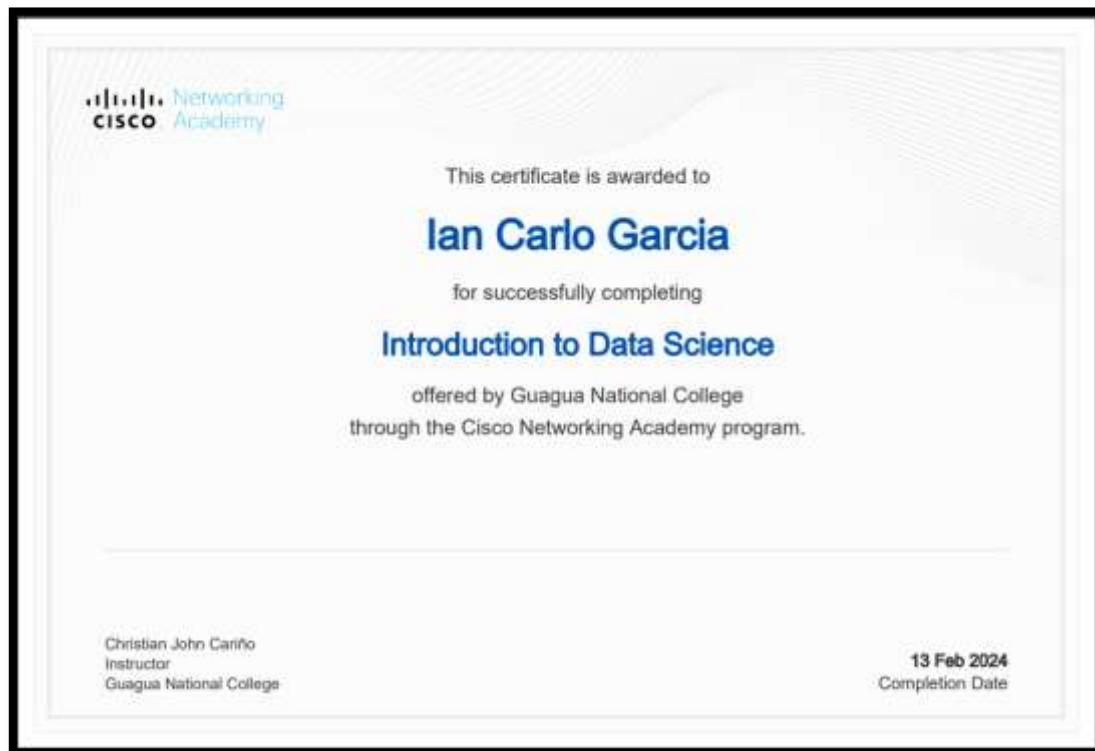 CISCO Networking
Academy
This certificate is awarded to
Ian Carlo Garcia
for successfully completing
Introduction to Data Science
offered by Guagua National College
through the Cisco Networking Academy program.
Christian John Cariño
Instructor
Guagua National College
13 Feb 2024
Completion Date